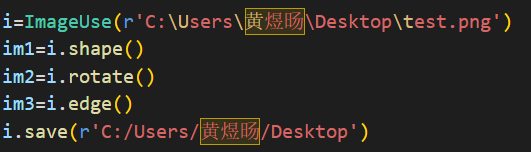 i=ImageUse(r'C:\Users\黄煜旸\Desktop\test.png')
im1=i.shape()
im2=i.rotate()
im3=i.edge()
i.save(r'C:/Users/黄煜旸/Desktop')